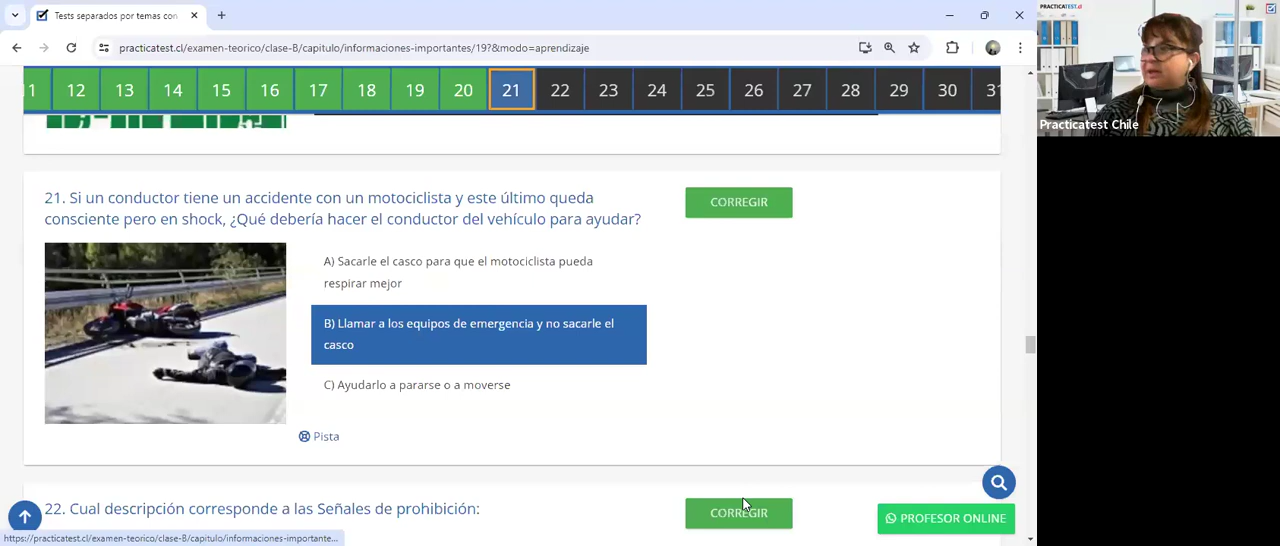 Tests separados por temas con
practicatest.cl/examen-teorico/clase-B/capitulo/informaciones-importantes/19?&modo=aprendizaje
PRACTICATEST.cl
Practicatest Chile
12 13 14 15 16 17 18 19 20 21 22 23 24 25 26 27 28 29 30
21. Si un conductor tiene un accidente con un motociclista y este último queda
consciente pero en shock, ¿Qué debería hacer el conductor del vehículo para ayudar?
CORREGIR
A) Sacarle el casco para que el motociclista pueda
respirar mejor
B) Llamar a los equipos de emergencia y no sacarle el
casco
C) Ayudarlo a pararse o a moverse
Pista
22. Cual descripción corresponde a las Señales de prohibición:
CORREGIR
PROFESOR ONLINE
https://practicatest.cl/examen-teorico/clase-B/capitulo/informaciones-importante...